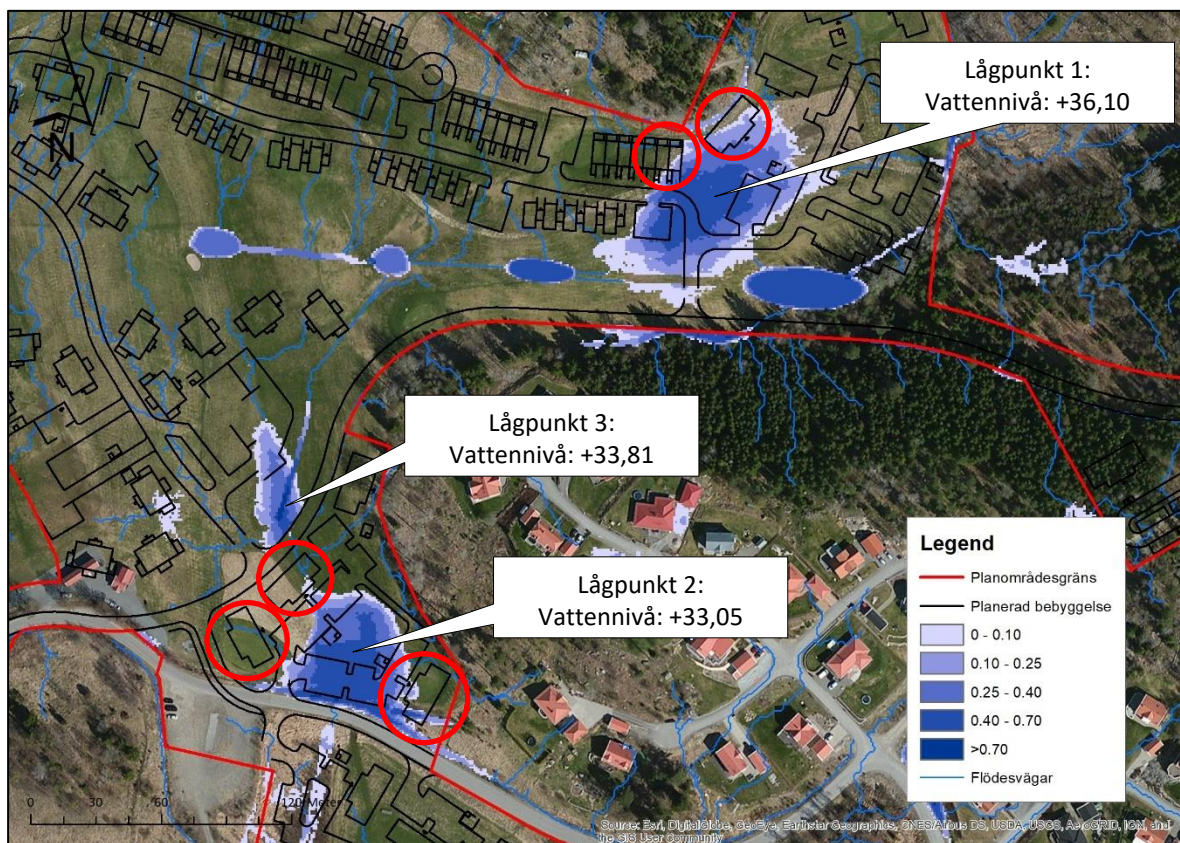 Lågpunkt 1:
Vattennivå: +36,10
N
Lågpunkt 3:
Vattennivå: +33,81
Lågpunkt 2:
Vattennivå: +33,05
Legend
Planområdesgräns
Planerad bebyggelse
0 - 0.10
0.10 - 0.25
0.25 - 0.40
0.40 - 0.70
>0.70
Flödesvägar
0 30 60 120 Meter
Source: Esri, DigitalGlobe, GeoEye, Earthstar Geographics, CNES/Airbus DS, USDA, USGS, AeroGRID, IGN, and
the GIS User Community